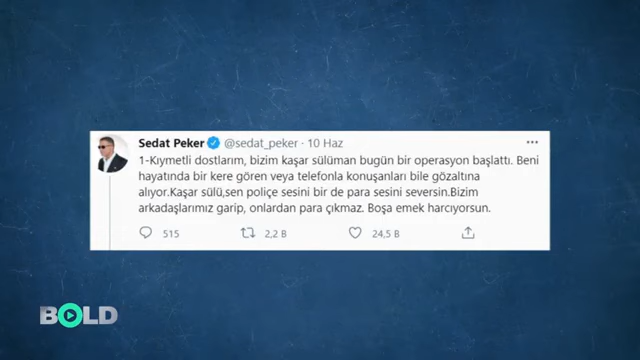 Sedat Peker @sedat_peker · 10 Haz
1-Kıymetli dostlarım, bizim kaşar sülüman bugün bir operasyon başlattı. Beni
hayatında bir kere gören veya telefonla konuşanları bile gözaltına
alıyor.Kaşar sülü,sen poliçe sesini bir de para sesini seversin.Bizim
arkadaşlarımız garip, onlardan para çıkmaz. Boşa emek harcıyorsun.
515 2,2 B 24,5 B
BOLD